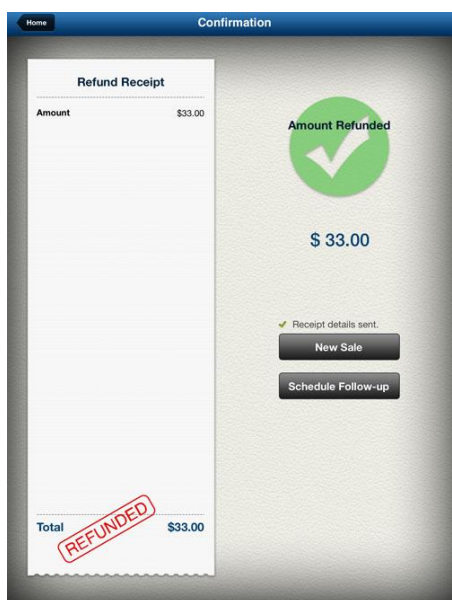 Home
Confirmation
Refund Receipt
Amount $33.00
Total $33.00
REFUNDED
Amount Refunded
$ 33.00
Receipt details sent.
New Sale
Schedule Follow-up